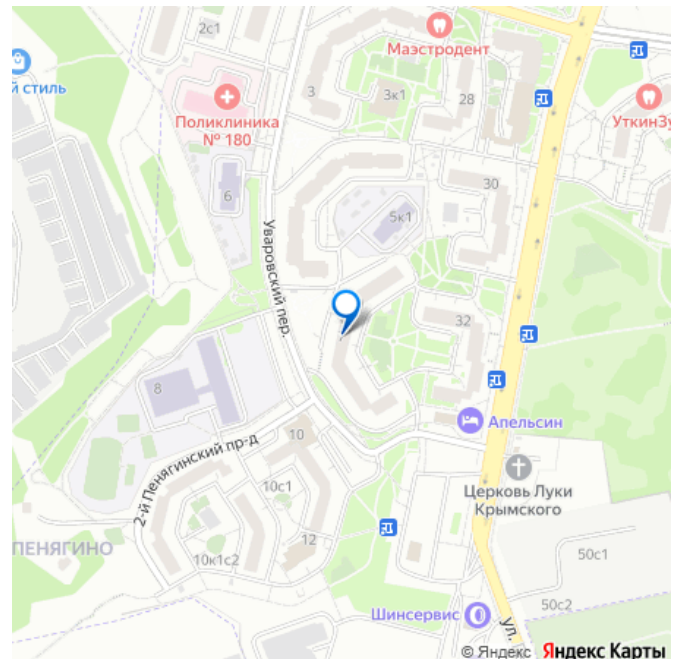 2с1
Маэстродент
й стиль
3
3к1
28
Поликлиника
№ 180
УткинЗу
6
30
5к1
Уваровский пер.
32
8
Апельсин
2-й Пенягинский пр-д
10
Церковь Луки
Крымского
10с1
ПЕНЯГИНО
12
10к1с2
50с1
50с2
Шинсервис
ул.
© Яндекс Яндекс Карты